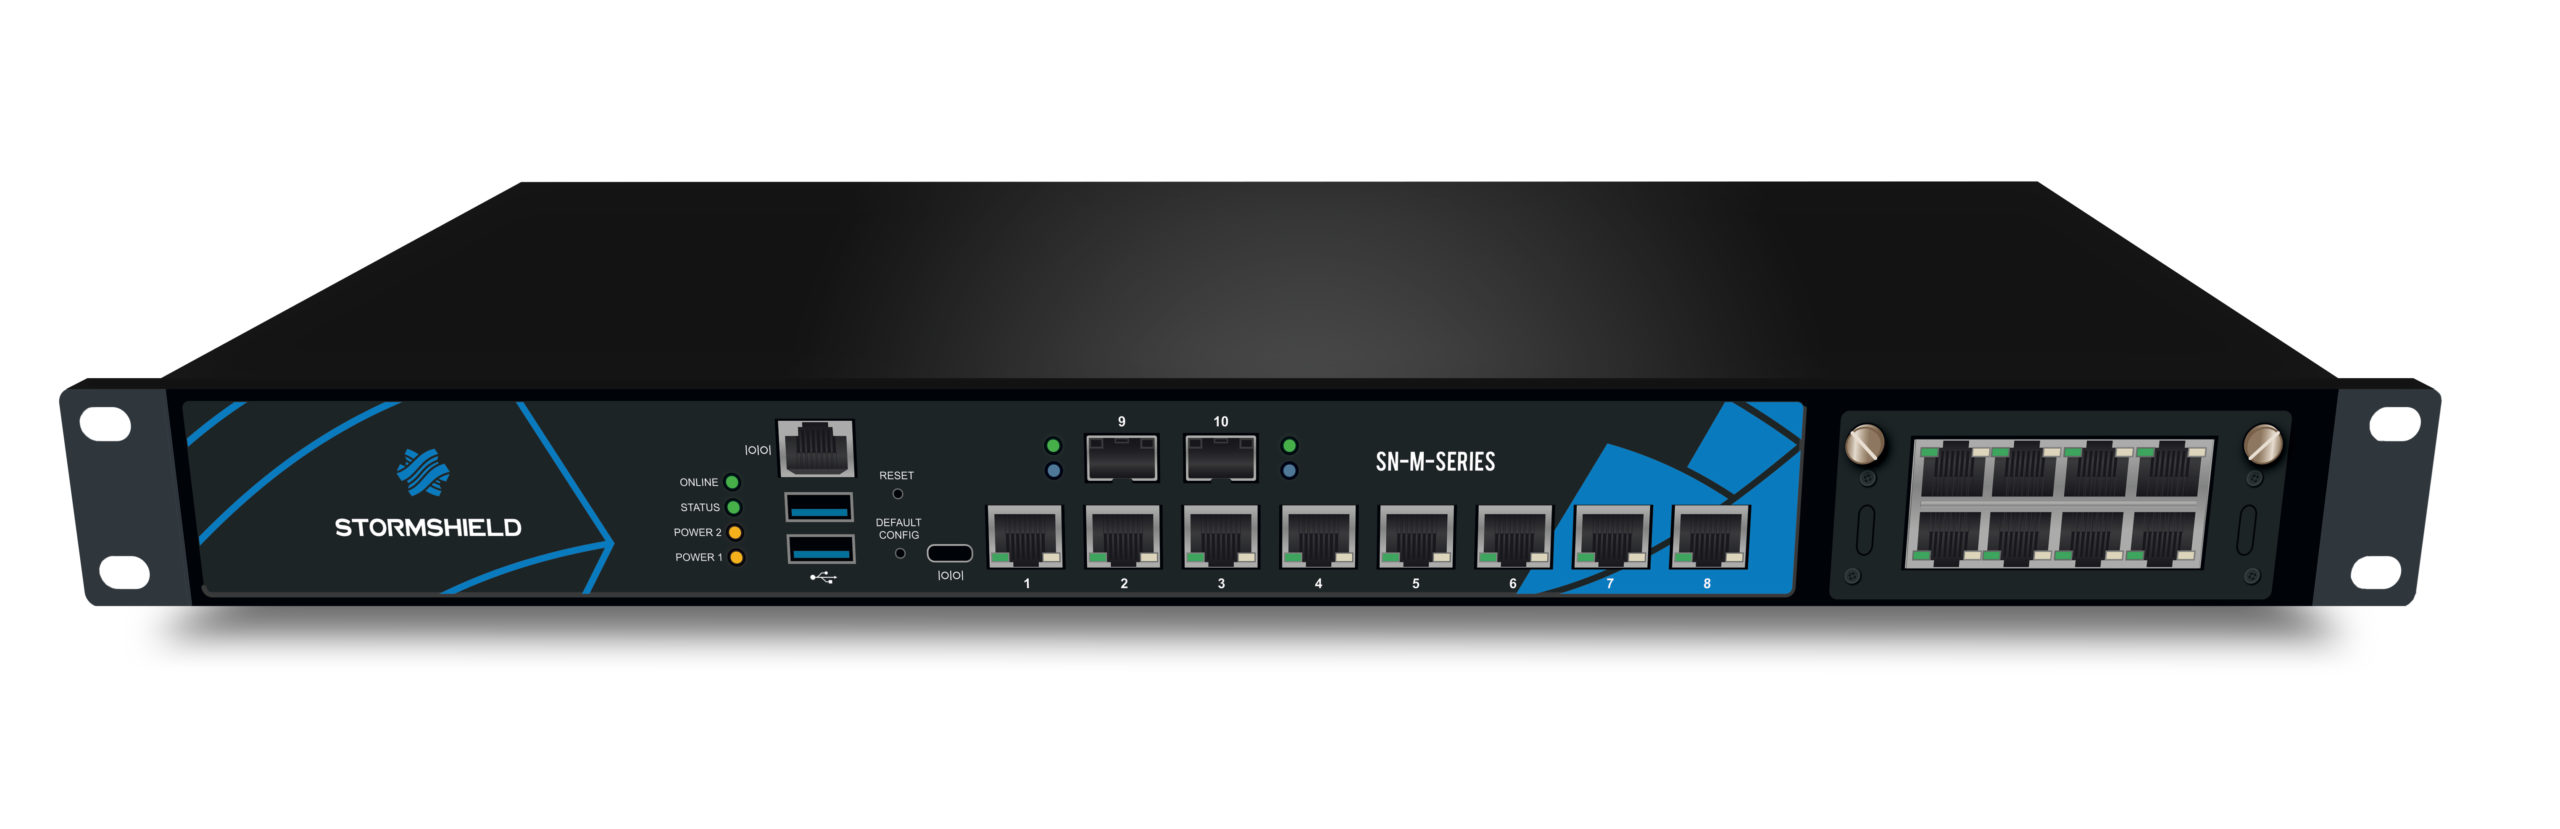 STORMSHIELD
ONLINE
STATUS
POWER 2
POWER 1
|o|o|
RESET
DEFAULT
CONFIG
|o|o|
9
10
SN-M-SERIES
1
2
3
4
5
6
7
8